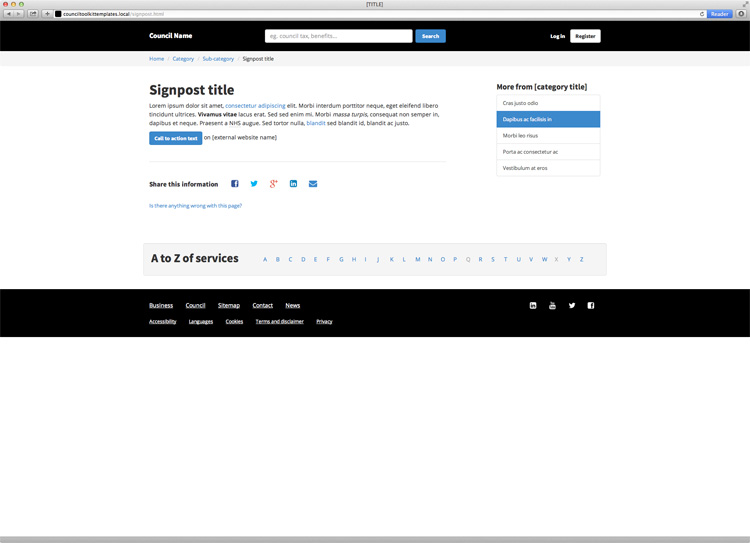 [TITLE]
counciltoolkittemplates.local/signpost.html
Reader
Council Name
eg. council tax, benefits...
Search
Log in
Register
Home / Category / Sub-category / Signpost title
Signpost title
Lorem ipsum dolor sit amet, consectetur adipiscing elit. Morbi interdum porttitor neque, eget eleifend libero
tincidunt ultrices. Vivamus vitae lacus erat. Sed sed enim mi. Morbi massa turpis, consequat non semper in,
dapibus et neque. Praesent a NHS augue. Sed tortor nulla, blandit sed blandit id, blandit ac justo.
Call to action text on [external website name]
Share this information
Is there anything wrong with this page?
More from [category title]
Cras justo odio
Dapibus ac facilisis in
Morbi leo risus
Porta ac consectetur ac
Vestibulum at eros
A to Z of services
A B C D E F G H I J K L M N O P Q R S T U V W X Y Z
Business Council Sitemap Contact News
Accessibility Languages Cookies Terms and disclaimer Privacy